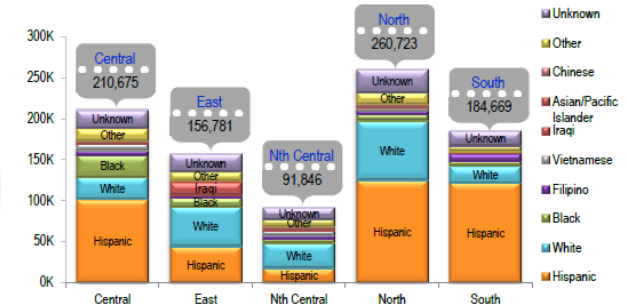 North
260,723
Central
210,675
East
156,781
Nth Central
91,846
South
184,669
300K
250K
200K
150K
100K
50K
0K
Unknown
Other
Black
White
Hispanic
Unknown
Other
Iraqi
Black
White
Hispanic
Unknown
Other
White
Hispanic
Unknown
Other
White
Hispanic
Unknown
White
Hispanic
Central
East
Nth Central
North
South
Unknown
Other
Chinese
Asian/Pacific
Islander
Iraqi
Vietnamese
Filipino
Black
White
Hispanic